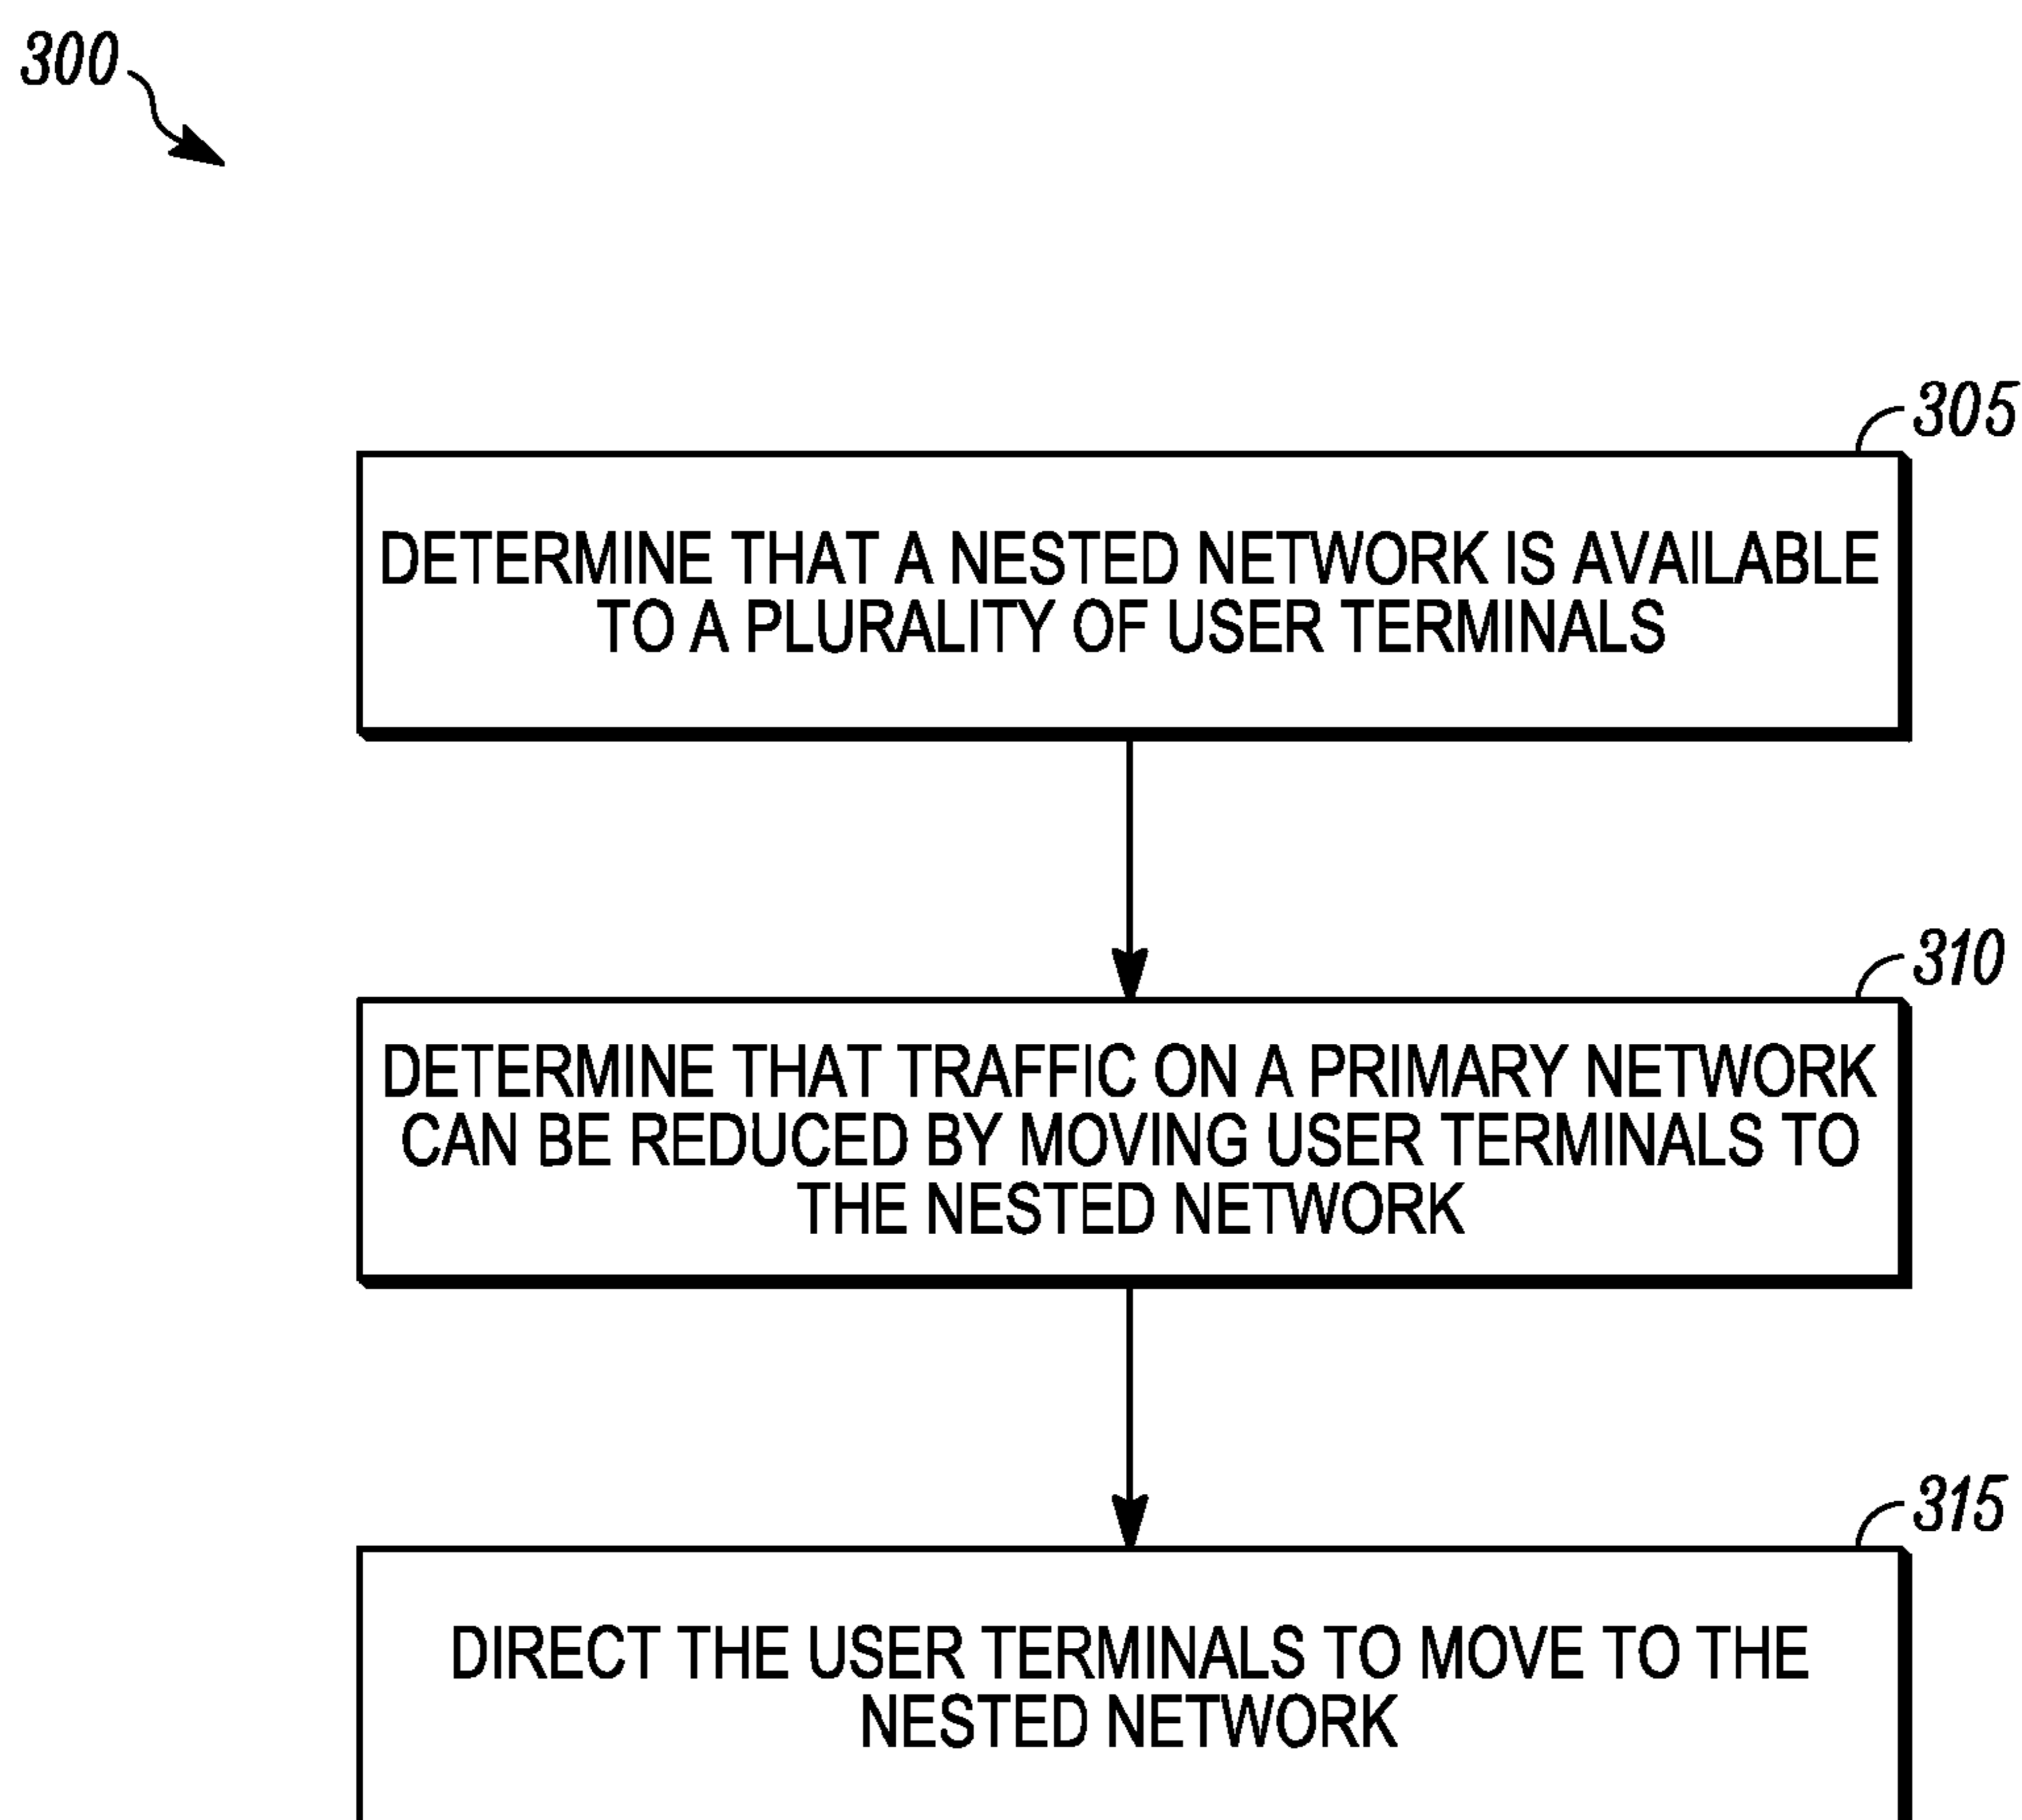 300
305
DETERMINE THAT A NESTED NETWORK IS AVAILABLE
TO A PLURALITY OF USER TERMINALS
310
DETERMINE THAT TRAFFIC ON A PRIMARY NETWORK
CAN BE REDUCED BY MOVING USER TERMINALS TO
THE NESTED NETWORK
315
DIRECT THE USER TERMINALS TO MOVE TO THE
NESTED NETWORK